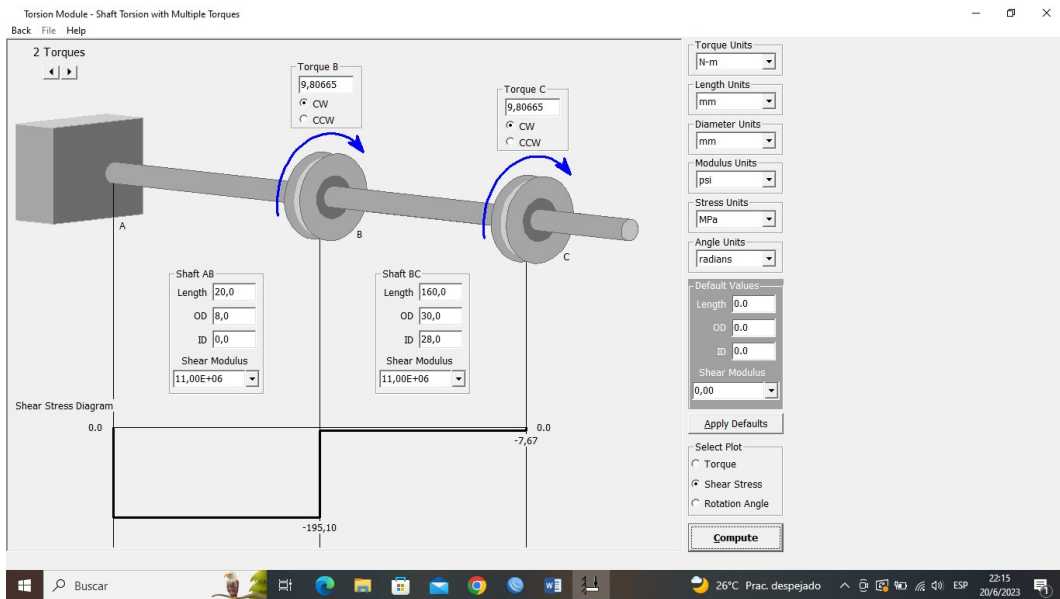 Torsion Module - Shaft Torsion with Multiple Torques
Back File Help
2 Torques
Torque B
9,80665
CW
CCW
Torque C
9,80665
CW
CCW
A
B
C
Shaft AB
Length 20,0
OD 8,0
ID 0,0
Shear Modulus
11,00E+06
Shaft BC
Length 160,0
OD 30,0
ID 28,0
Shear Modulus
11,00E+06
Shear Stress Diagram
0.0
0.0
-7,67
-195,10
Torque Units
N-m
Length Units
mm
Diameter Units
mm
Modulus Units
psi
Stress Units
MPa
Angle Units
radians
Default Values
Length 0.0
OD 0.0
ID 0.0
Shear Modulus
0,00
Apply Defaults
Select Plot
Torque
Shear Stress
Rotation Angle
Compute
Buscar
26°C Prac. despejado
ESP
22:15
20/6/2023